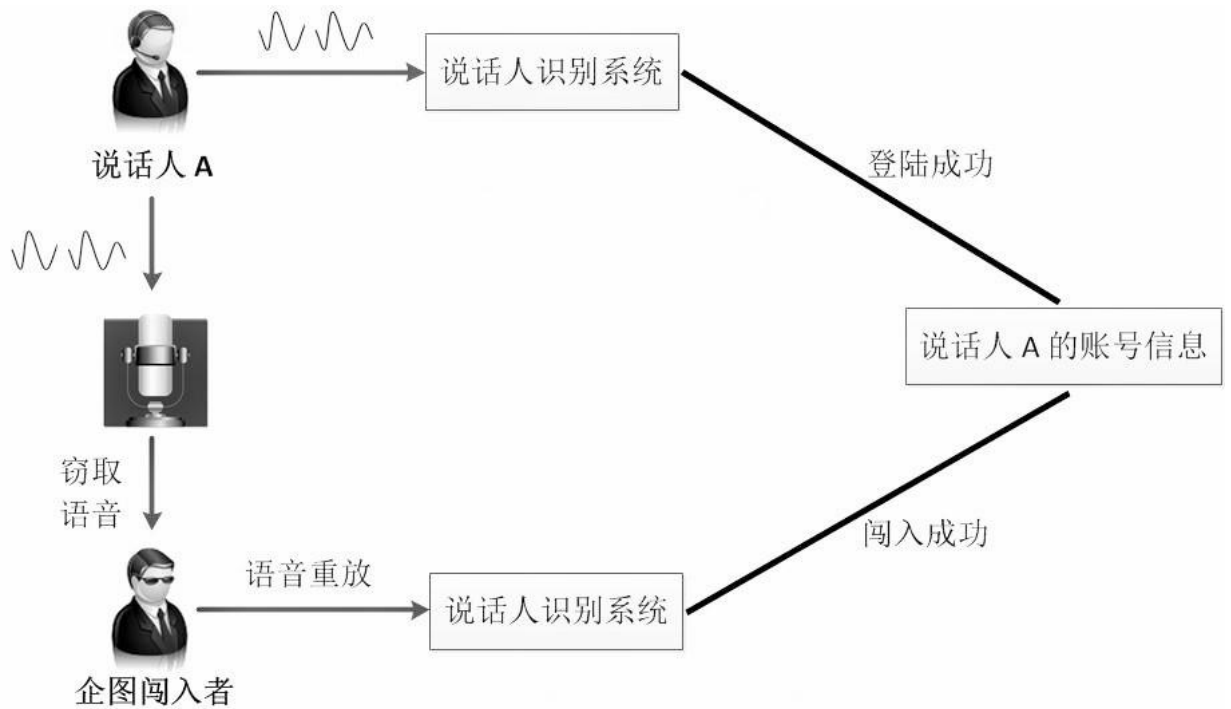 说话人识别系统
说话人 A
登陆成功
说话人 A 的账号信息
窃取
语音
闯入成功
语音重放
说话人识别系统
企图闯入者